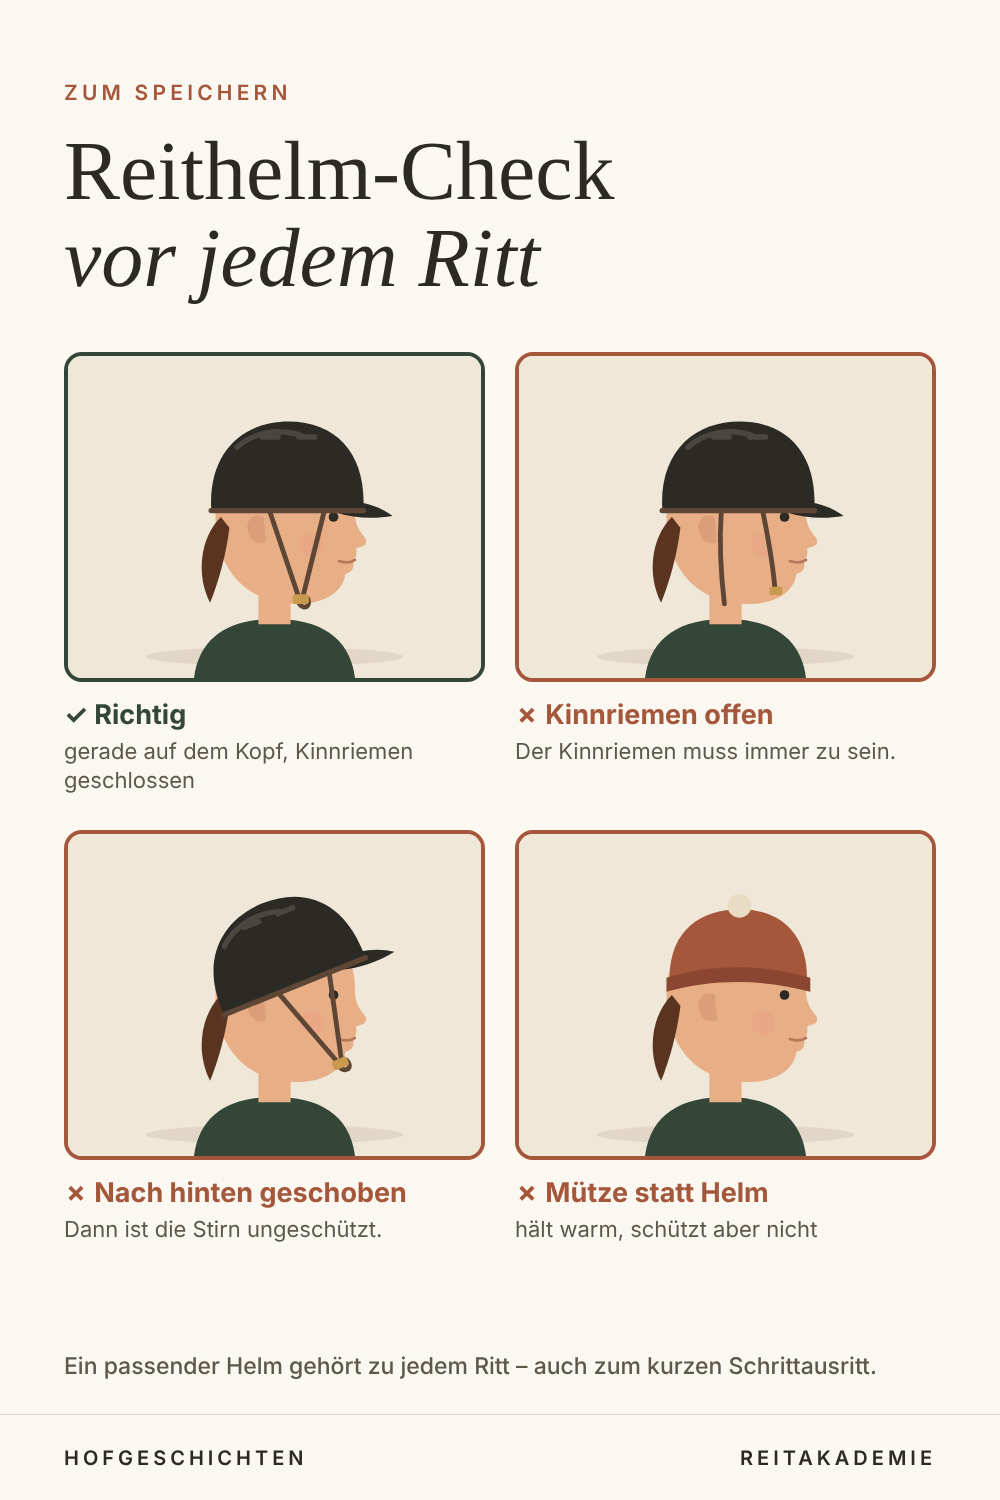 ZUM SPEICHERN
Reithelm-Check
vor jedem Ritt
✓ Richtig
gerade auf dem Kopf, Kinnriemen
geschlossen
× Kinnriemen offen
Der Kinnriemen muss immer zu sein.
× Nach hinten geschoben
Dann ist die Stirn ungeschützt.
× Mütze statt Helm
hält warm, schützt aber nicht
Ein passender Helm gehört zu jedem Ritt – auch zum kurzen Schrittausritt.
HOFGESCHICHTEN
REITAKADEMIE